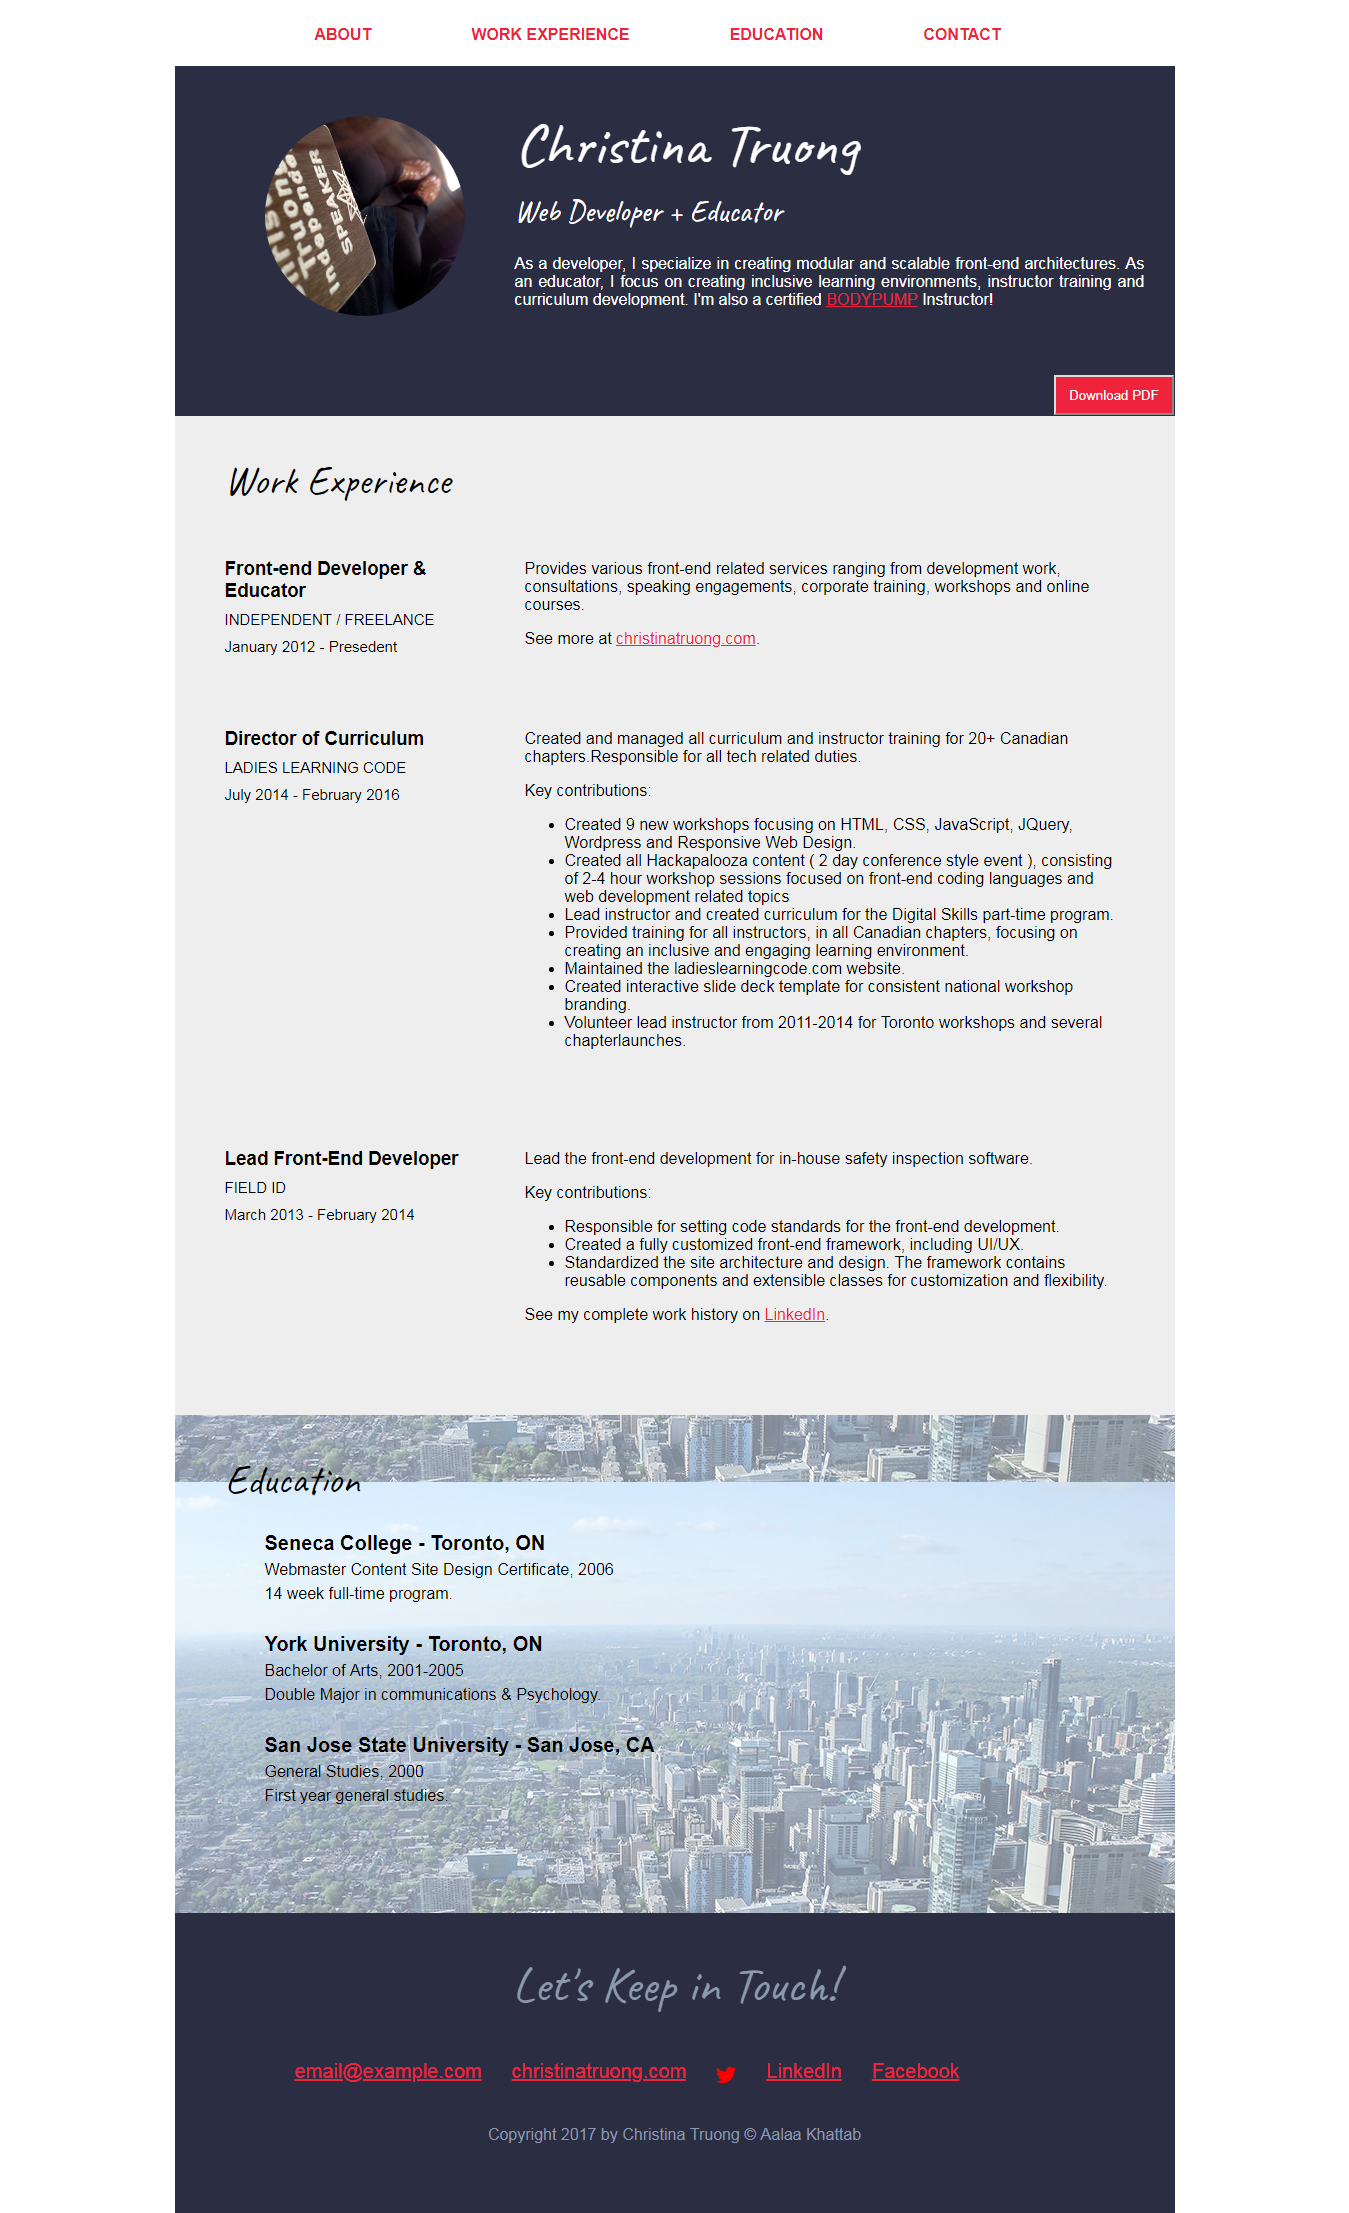 ABOUT WORK EXPERIENCE EDUCATION CONTACT
Christina Truong
Web Developer + Educator
SPEAKER
As a developer, I specialize in creating modular and scalable front-end architectures. As
an educator, I focus on creating inclusive learning environments, instructor training and
curriculum development. I'm also a certified BODYPUMP Instructor!
Download PDF
Work Experience
Front-end Developer &
Educator
INDEPENDENT / FREELANCE
January 2012 - Presedent
Provides various front-end related services ranging from development work,
consultations, speaking engagements, corporate training, workshops and online
courses.
See more at christinatruong.com.
Director of Curriculum
LADIES LEARNING CODE
July 2014 - February 2016
Created and managed all curriculum and instructor training for 20+ Canadian
chapters.Responsible for all tech related duties.
Key contributions:
• Created 9 new workshops focusing on HTML, CSS, JavaScript, JQuery,
Wordpress and Responsive Web Design.
• Created all Hackapalooza content ( 2 day conference style event ), consisting
of 2-4 hour workshop sessions focused on front-end coding languages and
web development related topics
• Lead instructor and created curriculum for the Digital Skills part-time program.
• Provided training for all instructors, in all Canadian chapters, focusing on
creating an inclusive and engaging learning environment.
• Maintained the ladieslearningcode.com website.
• Created interactive slide deck template for consistent national workshop
branding.
• Volunteer lead instructor from 2011-2014 for Toronto workshops and several
chapterlaunches.
Lead Front-End Developer
FIELD ID
March 2013 - February 2014
Lead the front-end development for in-house safety inspection software.
Key contributions:
• Responsible for setting code standards for the front-end development.
• Created a fully customized front-end framework, including UI/UX.
• Standardized the site architecture and design. The framework contains
reusable components and extensible classes for customization and flexibility.
See my complete work history on LinkedIn.
Education
Seneca College - Toronto, ON
Webmaster Content Site Design Certificate, 2006
14 week full-time program.
York University - Toronto, ON
Bachelor of Arts, 2001-2005
Double Major in communications & Psychology.
San Jose State University - San Jose, CA
General Studies, 2000
First year general studies.
Let's Keep in Touch!
email@example.com christinatruong.com LinkedIn Facebook
Copyright 2017 by Christina Truong © Aalaa Khattab